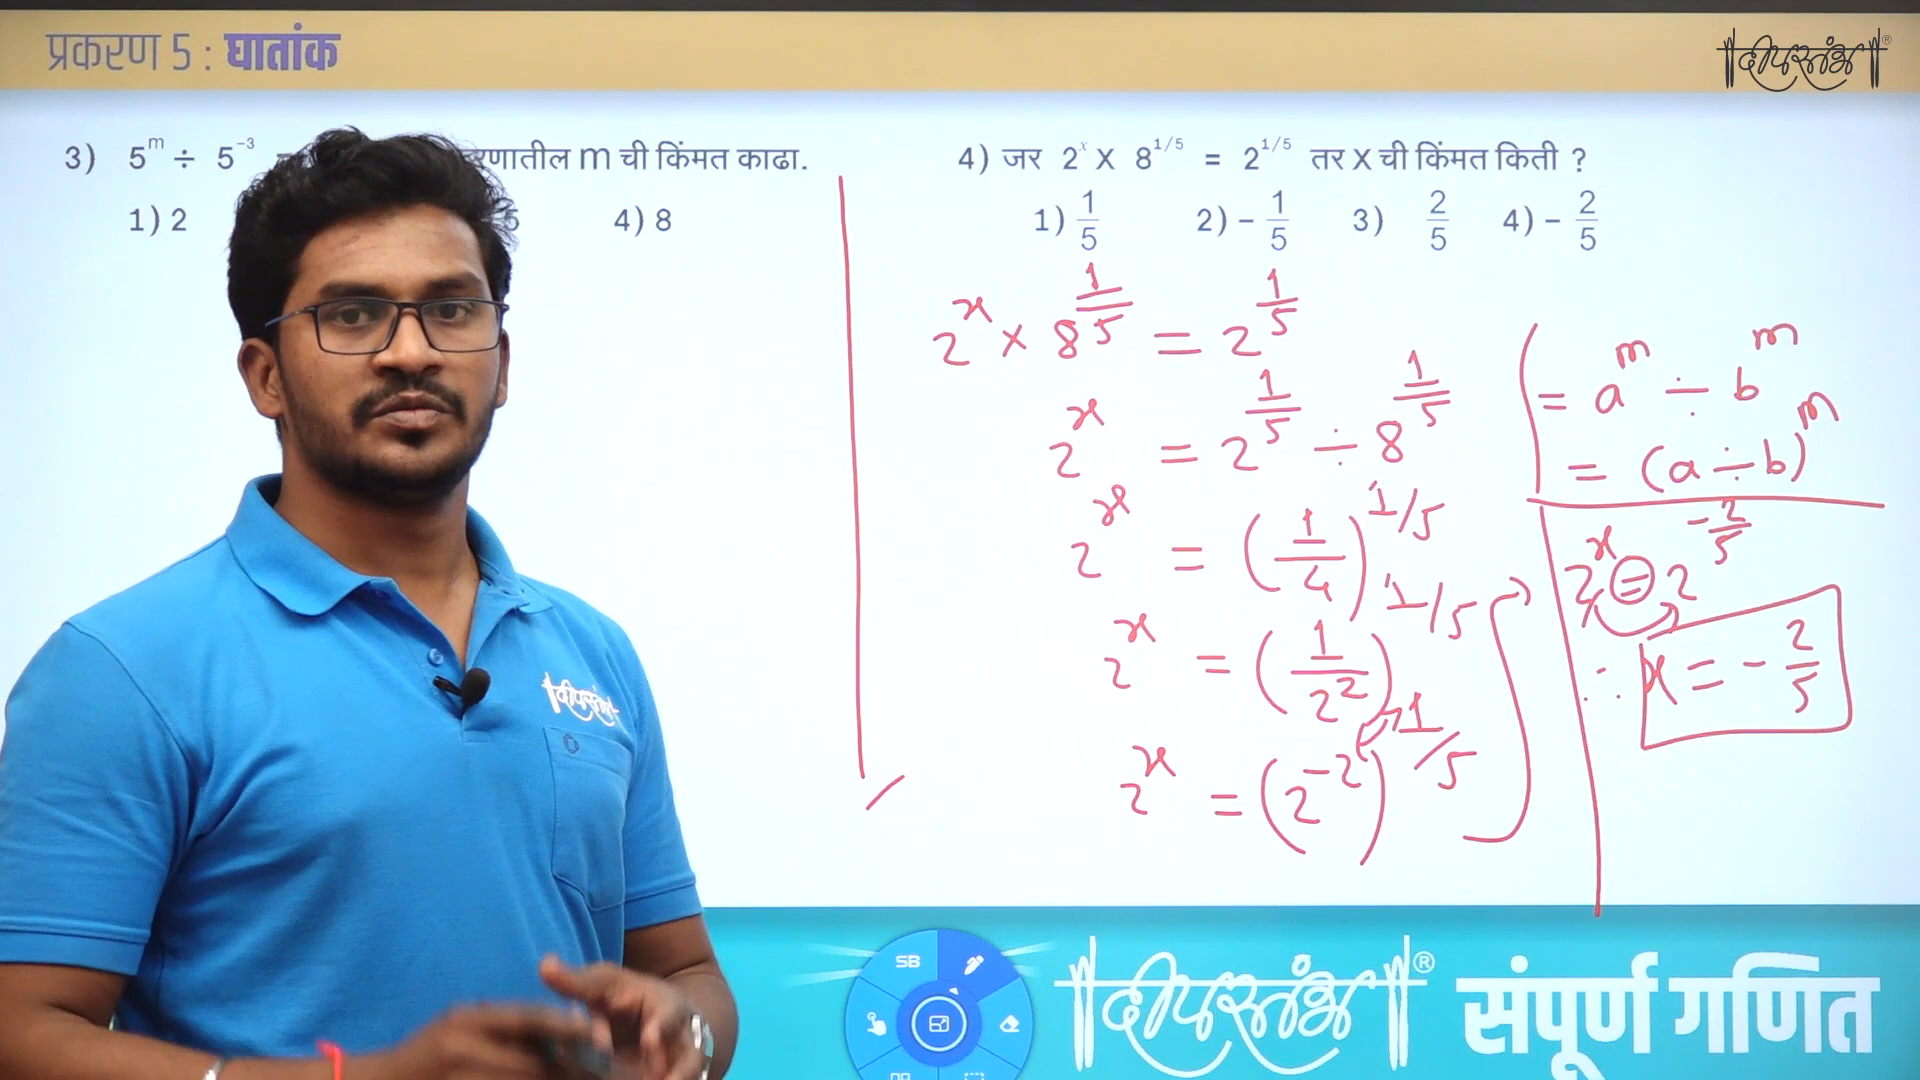 प्रकरण 5 : घातांक
॥दीपस्तंभ॥®
3) 5^m ÷ 5^-3 णातील m ची किंमत काढा.
1) 2 5 4) 8
4) जर 2^x X 8^1/5 = 2^1/5 तर X ची किंमत किती ?
1) 1/5 2) - 1/5 3) 2/5 4) - 2/5
2^x × 8^1/5 = 2^1/5
2^x = 2^1/5 ÷ 8^1/5
2^x = (1/4)^1/5
2^x = (1/2^2)^1/5
2^x = (2^-2)^1/5
= a^m ÷ b^m
= (a ÷ b)^m
2^x = 2^-2/5
∴ x = - 2/5
॥दीपस्तंभ॥
SB
॥दीपस्तंभ॥® संपूर्ण गणित